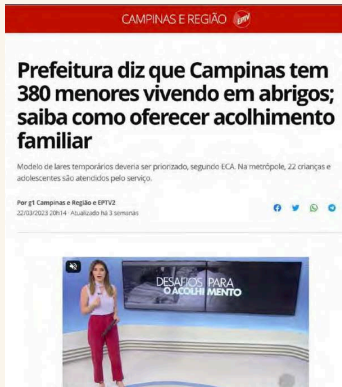 CAMPINAS E REGIÃO EPTV
Prefeitura diz que Campinas tem
380 menores vivendo em abrigos;
saiba como oferecer acolhimento
familiar
Modelo de lares temporários deveria ser priorizado, segundo ECA. Na metrópole, 22 crianças e
adolescentes são atendidos pelo serviço.
Por g1 Campinas e Região e EPTV2
22/03/2023 20h14 · Atualizado há 3 semanas
DESAFIOS PARA
O ACOLHIMENTO